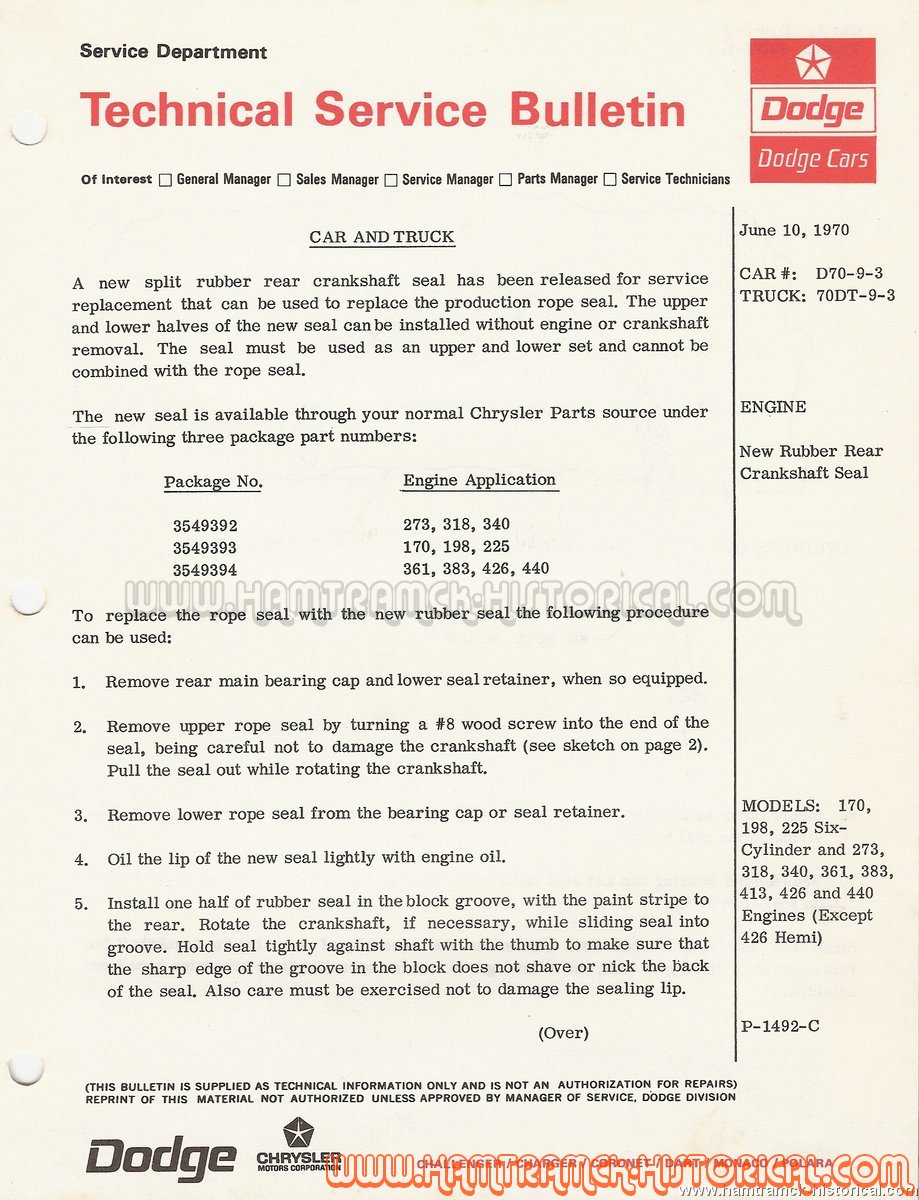 Service Department
Technical Service Bulletin
Dodge
Dodge Cars
Of Interest □ General Manager □ Sales Manager □ Service Manager □ Parts Manager □ Service Technicians
CAR AND TRUCK
A new split rubber rear crankshaft seal has been released for service
replacement that can be used to replace the production rope seal. The upper
and lower halves of the new seal can be installed without engine or crankshaft
removal. The seal must be used as an upper and lower set and cannot be
combined with the rope seal.
The new seal is available through your normal Chrysler Parts source under
the following three package part numbers:
Package No. Engine Application
3549392 273, 318, 340
3549393 170, 198, 225
3549394 361, 383, 426, 440
www.Hamtramck-Historical.com
To replace the rope seal with the new rubber seal the following procedure
can be used:
1. Remove rear main bearing cap and lower seal retainer, when so equipped.
2. Remove upper rope seal by turning a #8 wood screw into the end of the
seal, being careful not to damage the crankshaft (see sketch on page 2).
Pull the seal out while rotating the crankshaft.
3. Remove lower rope seal from the bearing cap or seal retainer.
4. Oil the lip of the new seal lightly with engine oil.
5. Install one half of rubber seal in the block groove, with the paint stripe to
the rear. Rotate the crankshaft, if necessary, while sliding seal into
groove. Hold seal tightly against shaft with the thumb to make sure that
the sharp edge of the groove in the block does not shave or nick the back
of the seal. Also care must be exercised not to damage the sealing lip.
(Over)
June 10, 1970
CAR #: D70-9-3
TRUCK: 70DT-9-3
ENGINE
New Rubber Rear
Crankshaft Seal
MODELS: 170,
198, 225 Six-
Cylinder and 273,
318, 340, 361, 383,
413, 426 and 440
Engines (Except
426 Hemi)
P-1492-C
(THIS BULLETIN IS SUPPLIED AS TECHNICAL INFORMATION ONLY AND IS NOT AN AUTHORIZATION FOR REPAIRS)
REPRINT OF THIS MATERIAL NOT AUTHORIZED UNLESS APPROVED BY MANAGER OF SERVICE, DODGE DIVISION
Dodge
CHRYSLER
MOTORS CORPORATION
CHALLENGER / CHARGER / CORONET / DART / MONACO / POLARA
www.Hamtramck-Historical.com
www.hamtramck-historical.com